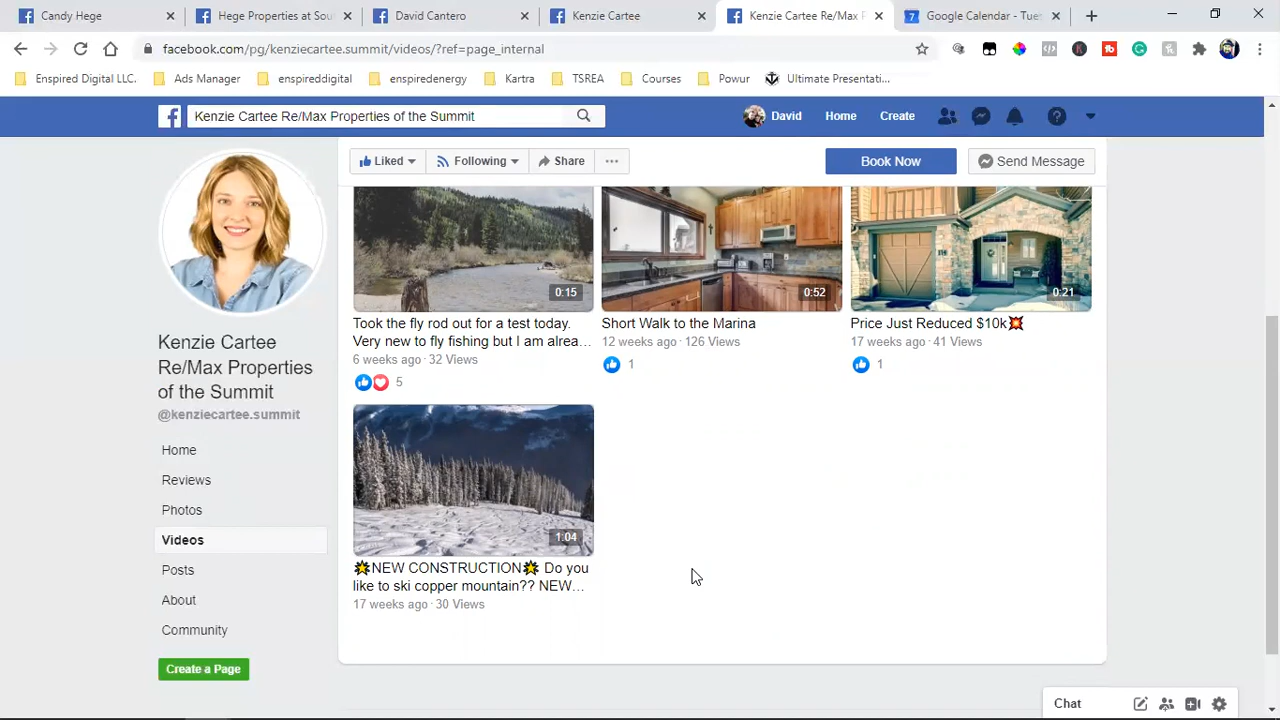 Candy Hege
Hege Properties at Sou
David Cantero
Kenzie Cartee
Kenzie Cartee Re/Max P
7
Google Calendar - Tues
facebook.com/pg/kenziecartee.summit/videos/?ref=page_internal
Enspired Digital LLC.
Ads Manager
enspireddigital
enspiredenergy
Kartra
TSREA
Courses
Powur
Ultimate Presentati...
Kenzie Cartee Re/Max Properties of the Summit
David
Home
Create
Liked
Following
Share
Book Now
Send Message
0:15
0:52
0:21
Took the fly rod out for a test today.
Very new to fly fishing but I am alrea...
6 weeks ago · 32 Views
5
Short Walk to the Marina
12 weeks ago · 126 Views
1
Price Just Reduced $10k💥
17 weeks ago · 41 Views
1
1:04
🌟NEW CONSTRUCTION🌟 Do you
like to ski copper mountain?? NEW...
17 weeks ago · 30 Views
Kenzie Cartee
Re/Max Properties
of the Summit
@kenziecartee.summit
Home
Reviews
Photos
Videos
Posts
About
Community
Create a Page
Chat